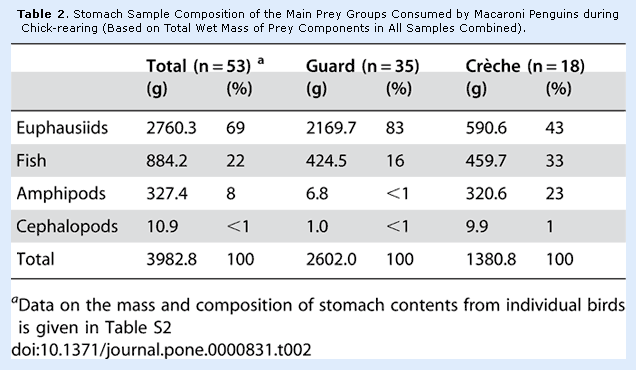 Table 2. Stomach Sample Composition of the Main Prey Groups Consumed by Macaroni Penguins during
Chick-rearing (Based on Total Wet Mass of Prey Components in All Samples Combined).
Total (n = 53) a Guard (n = 35) Crèche (n = 18)
(g) (%) (g) (%) (g) (%)
Euphausiids 2760.3 69 2169.7 83 590.6 43
Fish 884.2 22 424.5 16 459.7 33
Amphipods 327.4 8 6.8 <1 320.6 23
Cephalopods 10.9 <1 1.0 <1 9.9 1
Total 3982.8 100 2602.0 100 1380.8 100
aData on the mass and composition of stomach contents from individual birds
is given in Table S2
doi:10.1371/journal.pone.0000831.t002